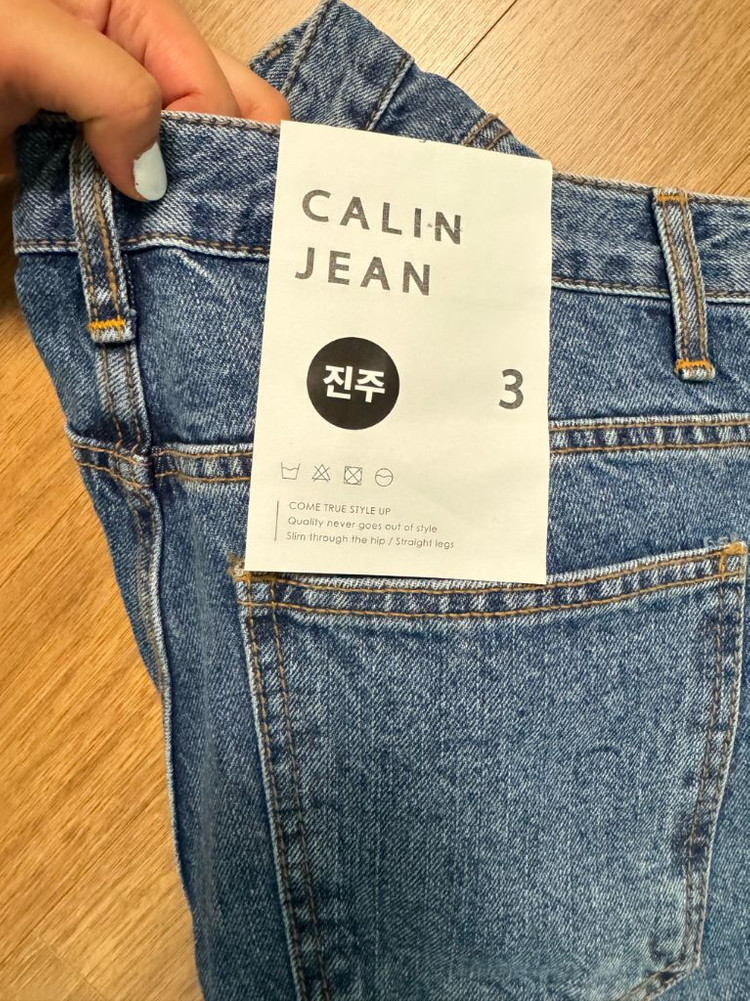 CALIN
JEAN
진주
3
COME TRUE STYLE UP
Quality never goes out of style
Slim through the hip / Straight legs